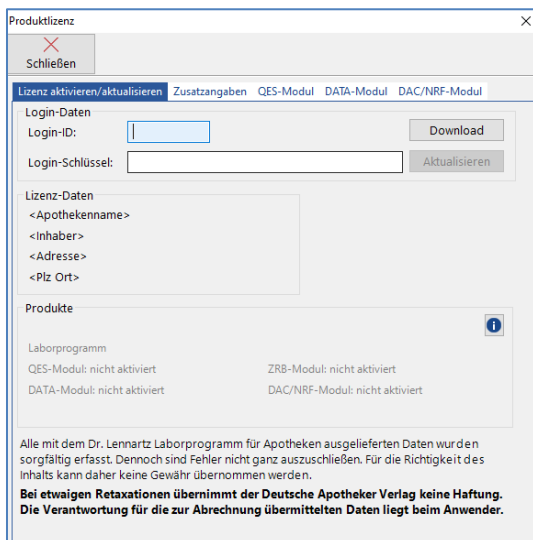 Produktlizenz
Schließen
Lizenz aktivieren/aktualisieren Zusatzangaben QES-Modul DATA-Modul DAC/NRF-Modul
Login-Daten
Login-ID: Download
Login-Schlüssel: Aktualisieren
Lizenz-Daten
<Apothekenname>
<Inhaber>
<Adresse>
<Plz Ort>
Produkte
Laborprogramm
QES-Modul: nicht aktiviert ZRB-Modul: nicht aktiviert
DATA-Modul: nicht aktiviert DAC/NRF-Modul: nicht aktiviert
Alle mit dem Dr. Lennartz Laborprogramm für Apotheken ausgelieferten Daten wurden
sorgfältig erfasst. Dennoch sind Fehler nicht ganz auszuschließen. Für die Richtigkeit des
Inhalts kann daher keine Gewähr übernommen werden.
Bei etwaigen Retaxationen übernimmt der Deutsche Apotheker Verlag keine Haftung.
Die Verantwortung für die zur Abrechnung übermittelten Daten liegt beim Anwender.